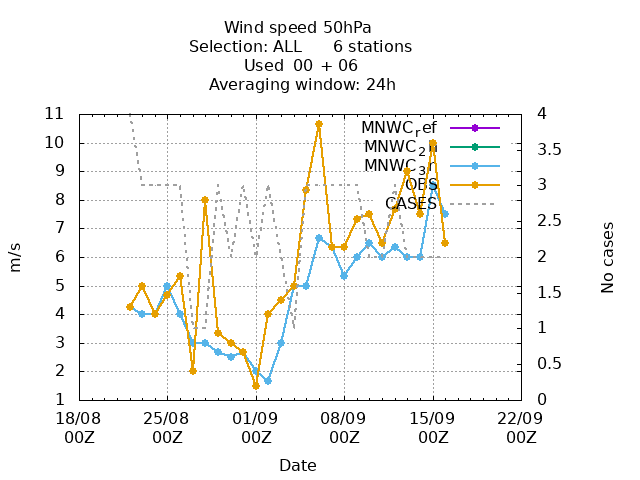 Wind speed 50hPa
Selection: ALL 6 stations
Used 00 + 06
Averaging window: 24h
11 4
MNWCref
10 MNWC2 3.5
9 MNWC3 3
8 OBS 2.5
7 CASES 2
6 1.5
5 1
4 0.5
3 0
2
1
m/s
No cases
18/08 25/08 01/09 08/09 15/09 22/09
00Z 00Z 00Z 00Z 00Z 00Z
Date